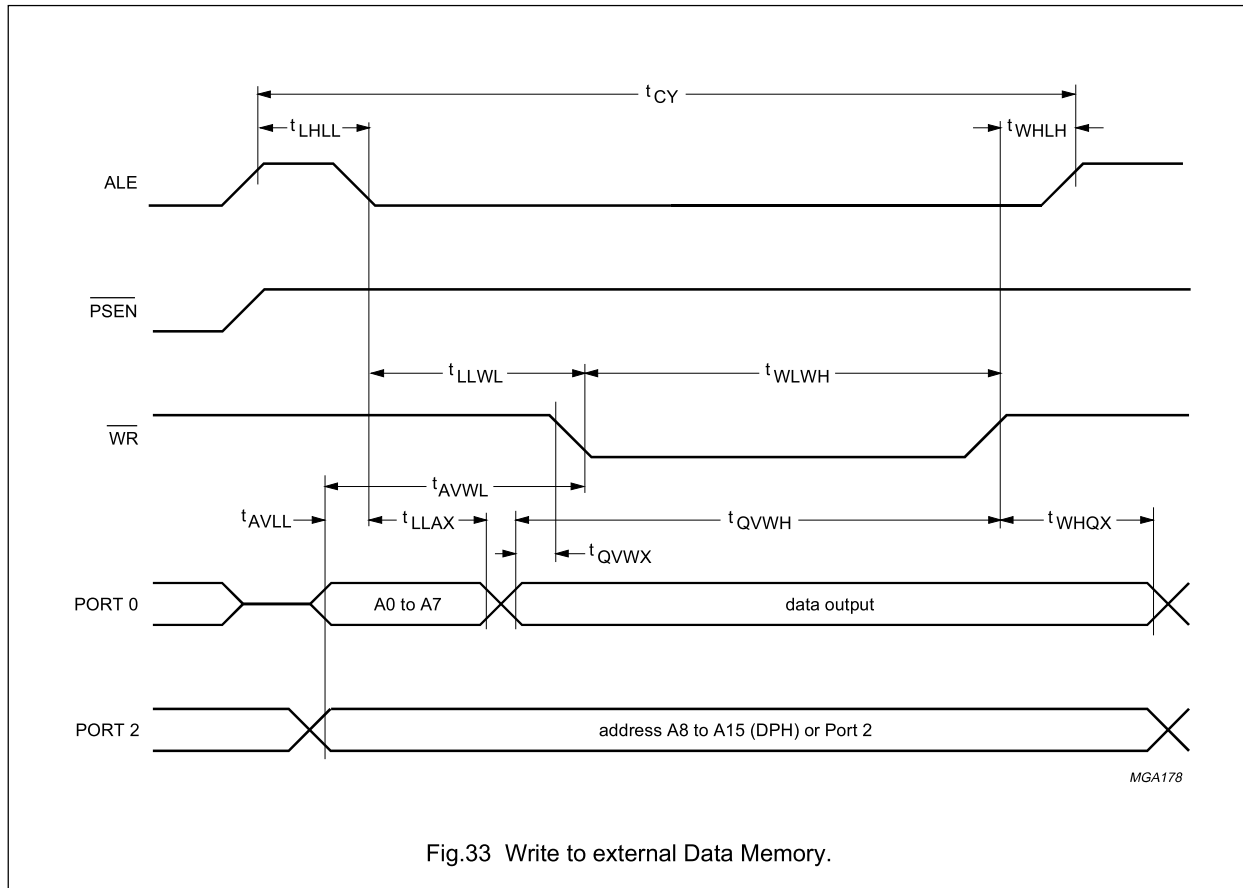 tCY
tLHLL
tWHLH
ALE
PSEN
tLLWL
tWLWH
WR
tAVWL
tAVLL
tLLAX
tQVWH
tWHQX
tQVWX
PORT 0
A0 to A7
data output
PORT 2
address A8 to A15 (DPH) or Port 2
MGA178
Fig.33 Write to external Data Memory.